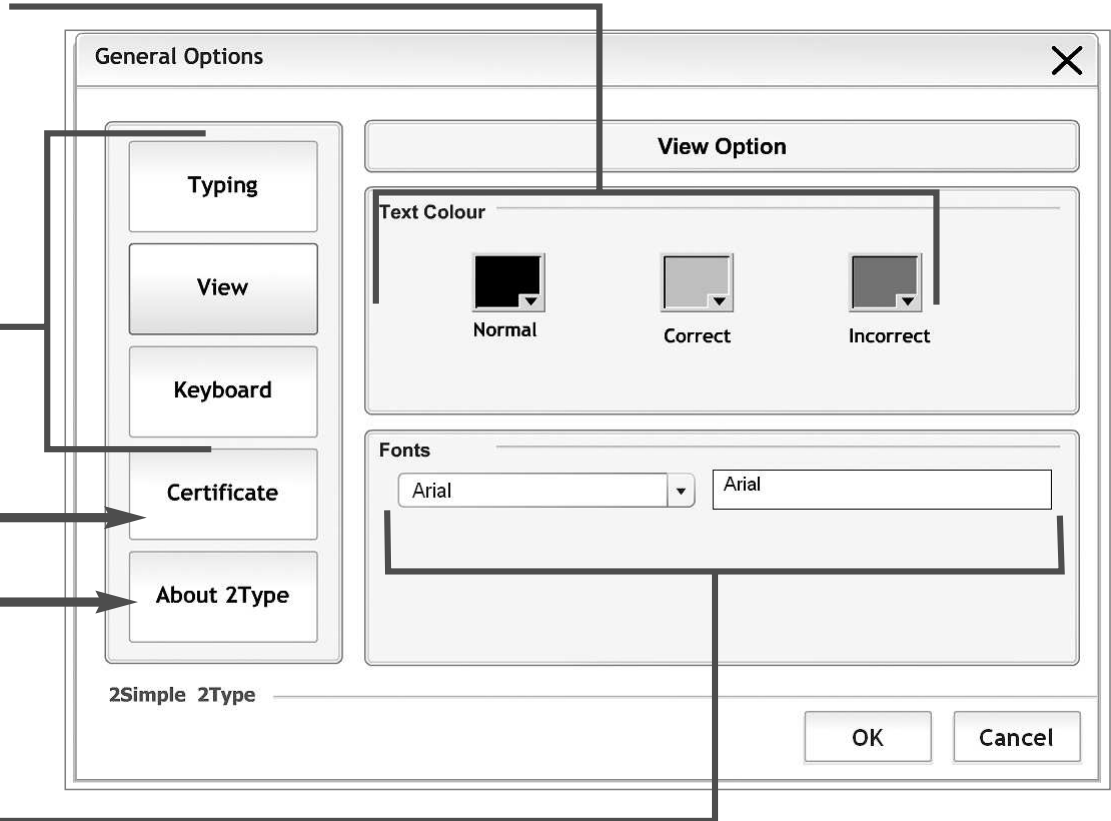 General Options
View Option
Typing
View
Keyboard
Certificate
About 2Type
Text Colour
Normal
Correct
Incorrect
Fonts
Arial
Arial
2Simple 2Type
OK
Cancel